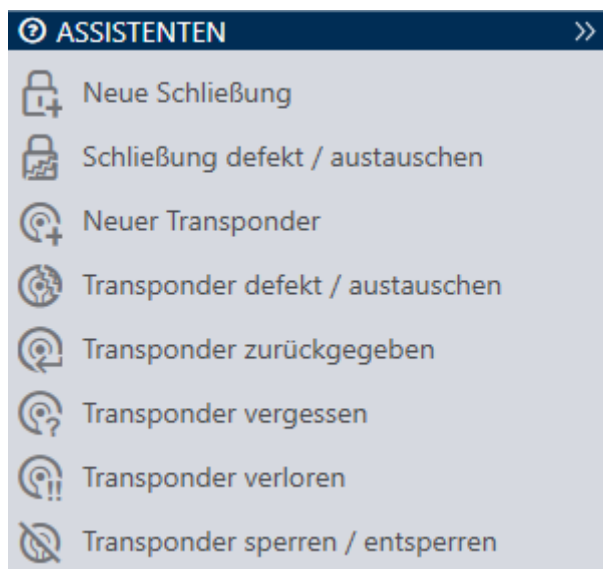 ASSISTENTEN
Neue Schließung
Schließung defekt / austauschen
Neuer Transponder
Transponder defekt / austauschen
Transponder zurückgegeben
Transponder vergessen
Transponder verloren
Transponder sperren / entsperren